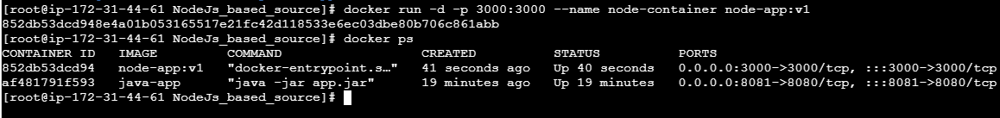 [root@ip-172-31-44-61 NodeJs_based_source]# docker run -d -p 3000:3000 --name node-container node-app:v1
852db53dcd948e4a01b053165517e21fc42d118533e6ec03dbe80b706c861abb
[root@ip-172-31-44-61 NodeJs_based_source]# docker ps
CONTAINER ID   IMAGE         COMMAND                  CREATED          STATUS          PORTS
852db53dcd94   node-app:v1   "docker-entrypoint.s…"   41 seconds ago   Up 40 seconds   0.0.0.0:3000->3000/tcp, :::3000->3000/tcp
af481791f593   java-app      "java -jar app.jar"      19 minutes ago   Up 19 minutes   0.0.0.0:8081->8080/tcp, :::8081->8080/tcp
[root@ip-172-31-44-61 NodeJs_based_source]#